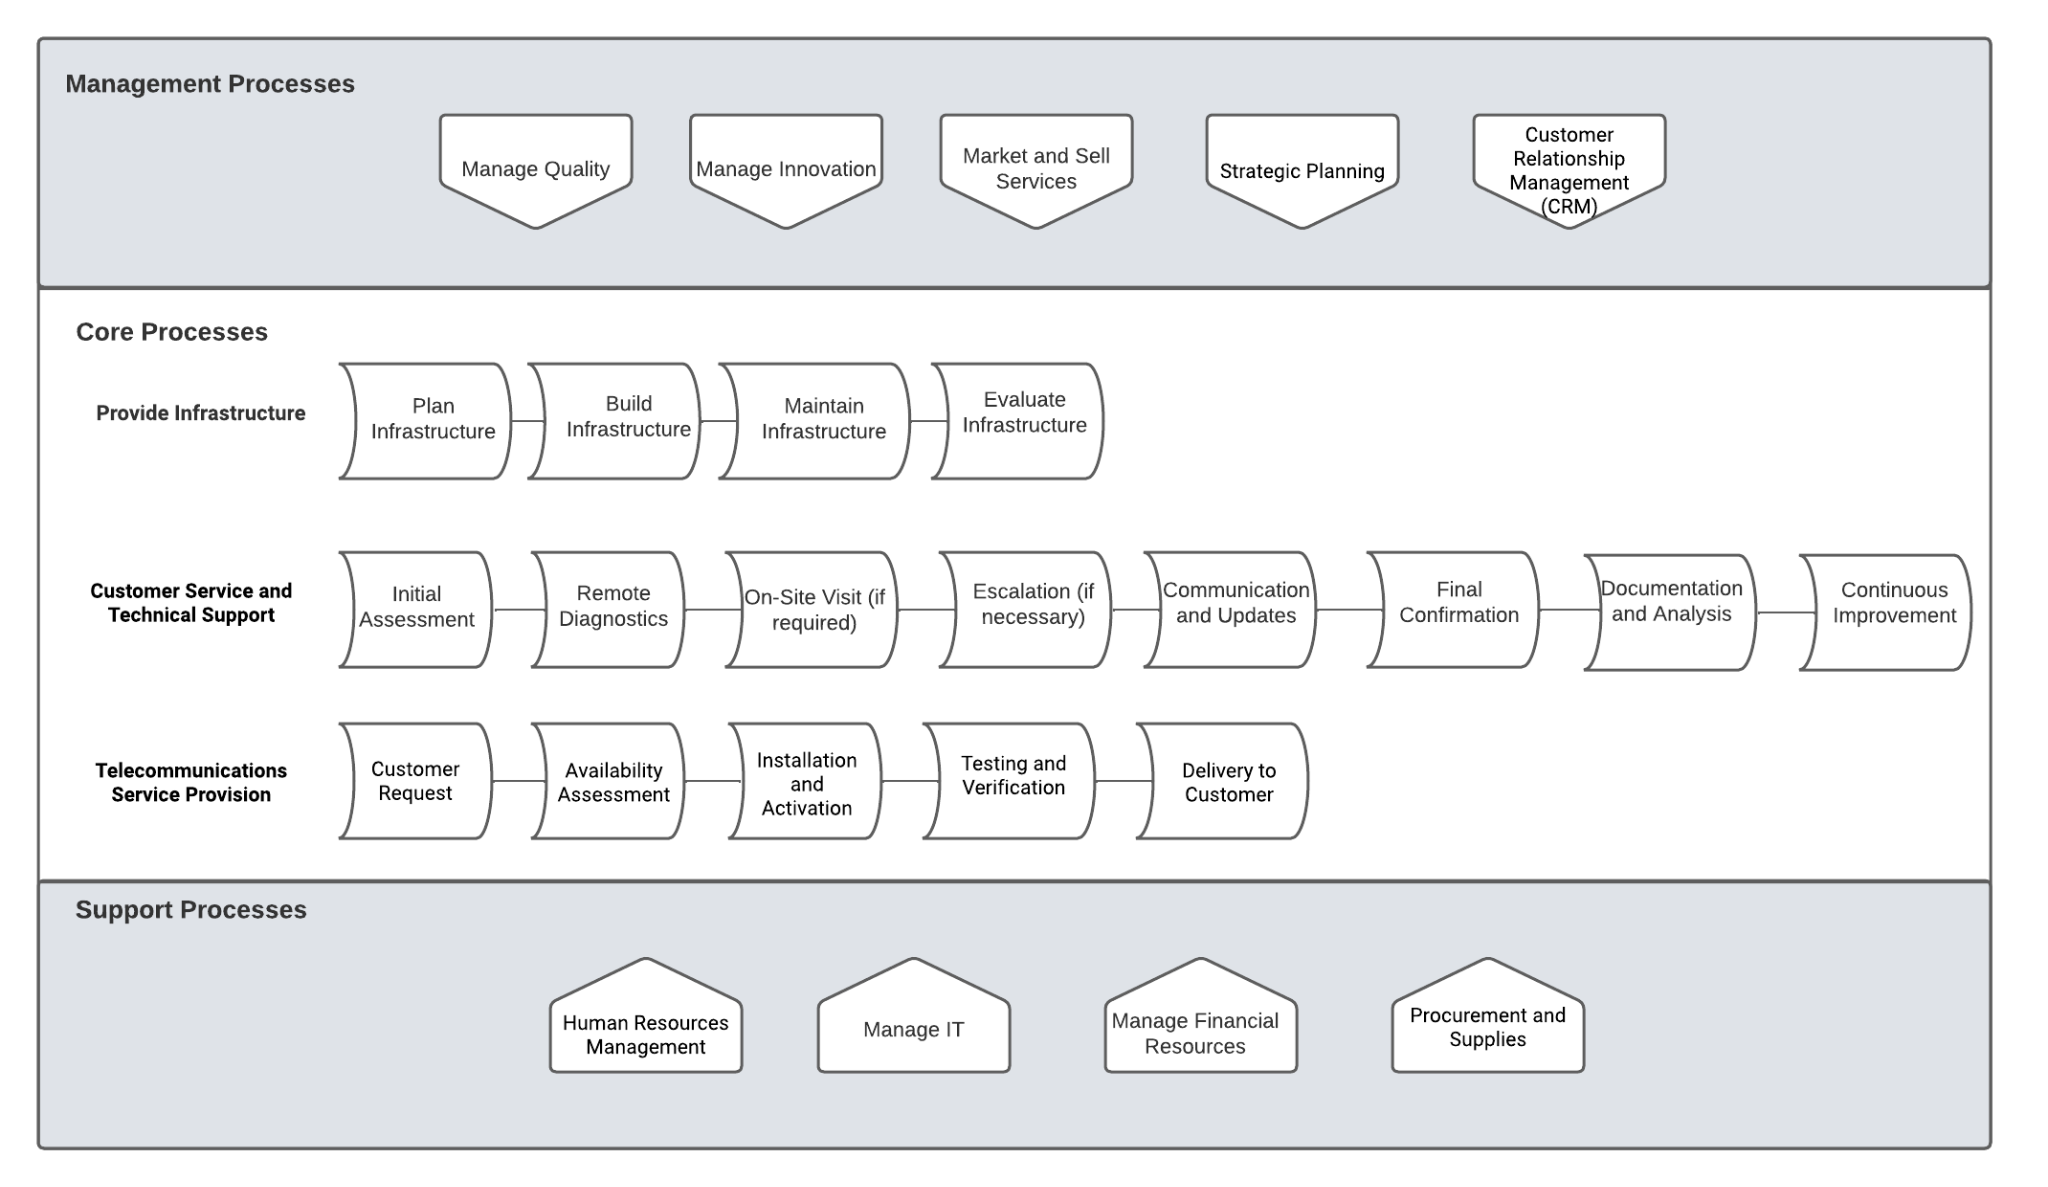 Management Processes
Manage Quality
Manage Innovation
Market and Sell
Services
Strategic Planning
Customer
Relationship
Management
(CRM)
Core Processes
Provide Infrastructure
Plan
Infrastructure
Build
Infrastructure
Maintain
Infrastructure
Evaluate
Infrastructure
Customer Service and
Technical Support
Initial
Assessment
Remote
Diagnostics
On-Site Visit (if
required)
Escalation (if
necessary)
Communication
and Updates
Final
Confirmation
Documentation
and Analysis
Continuous
Improvement
Telecommunications
Service Provision
Customer
Request
Availability
Assessment
Installation
and
Activation
Testing and
Verification
Delivery to
Customer
Support Processes
Human Resources
Management
Manage IT
Manage Financial
Resources
Procurement and
Supplies